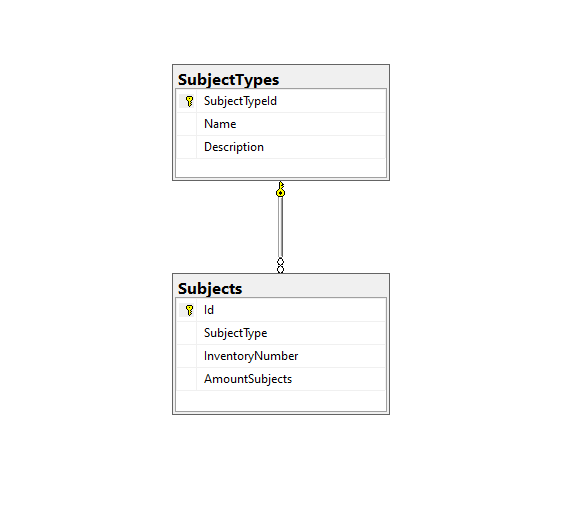 SubjectTypes
SubjectTypeId
Name
Description
Subjects
Id
SubjectType
InventoryNumber
AmountSubjects